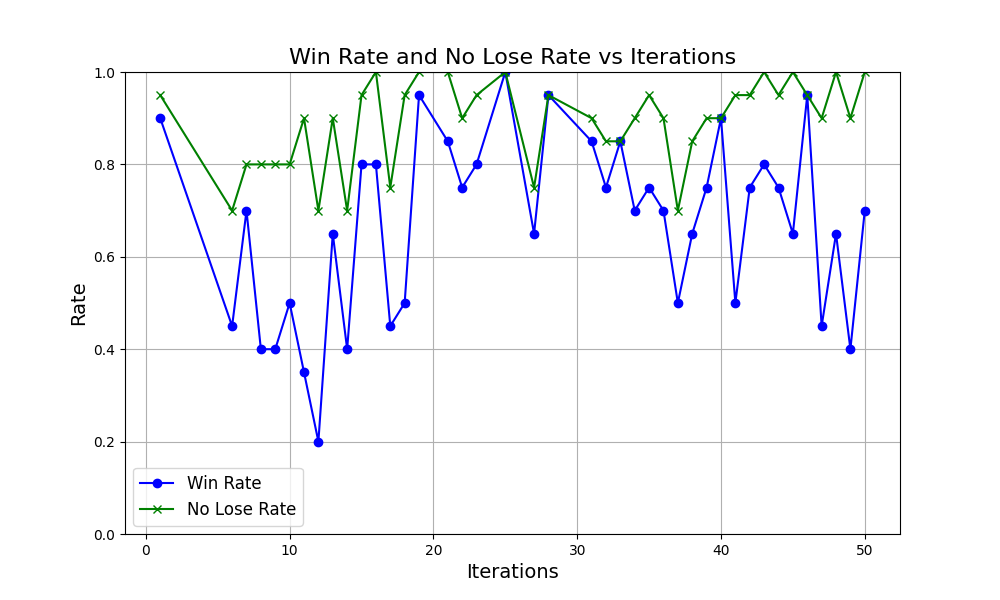 Win Rate and No Lose Rate vs Iterations
1.0
0.8
0.6
0.4
0.2
0.0
Rate
Win Rate
No Lose Rate
0 10 20 30 40 50
Iterations